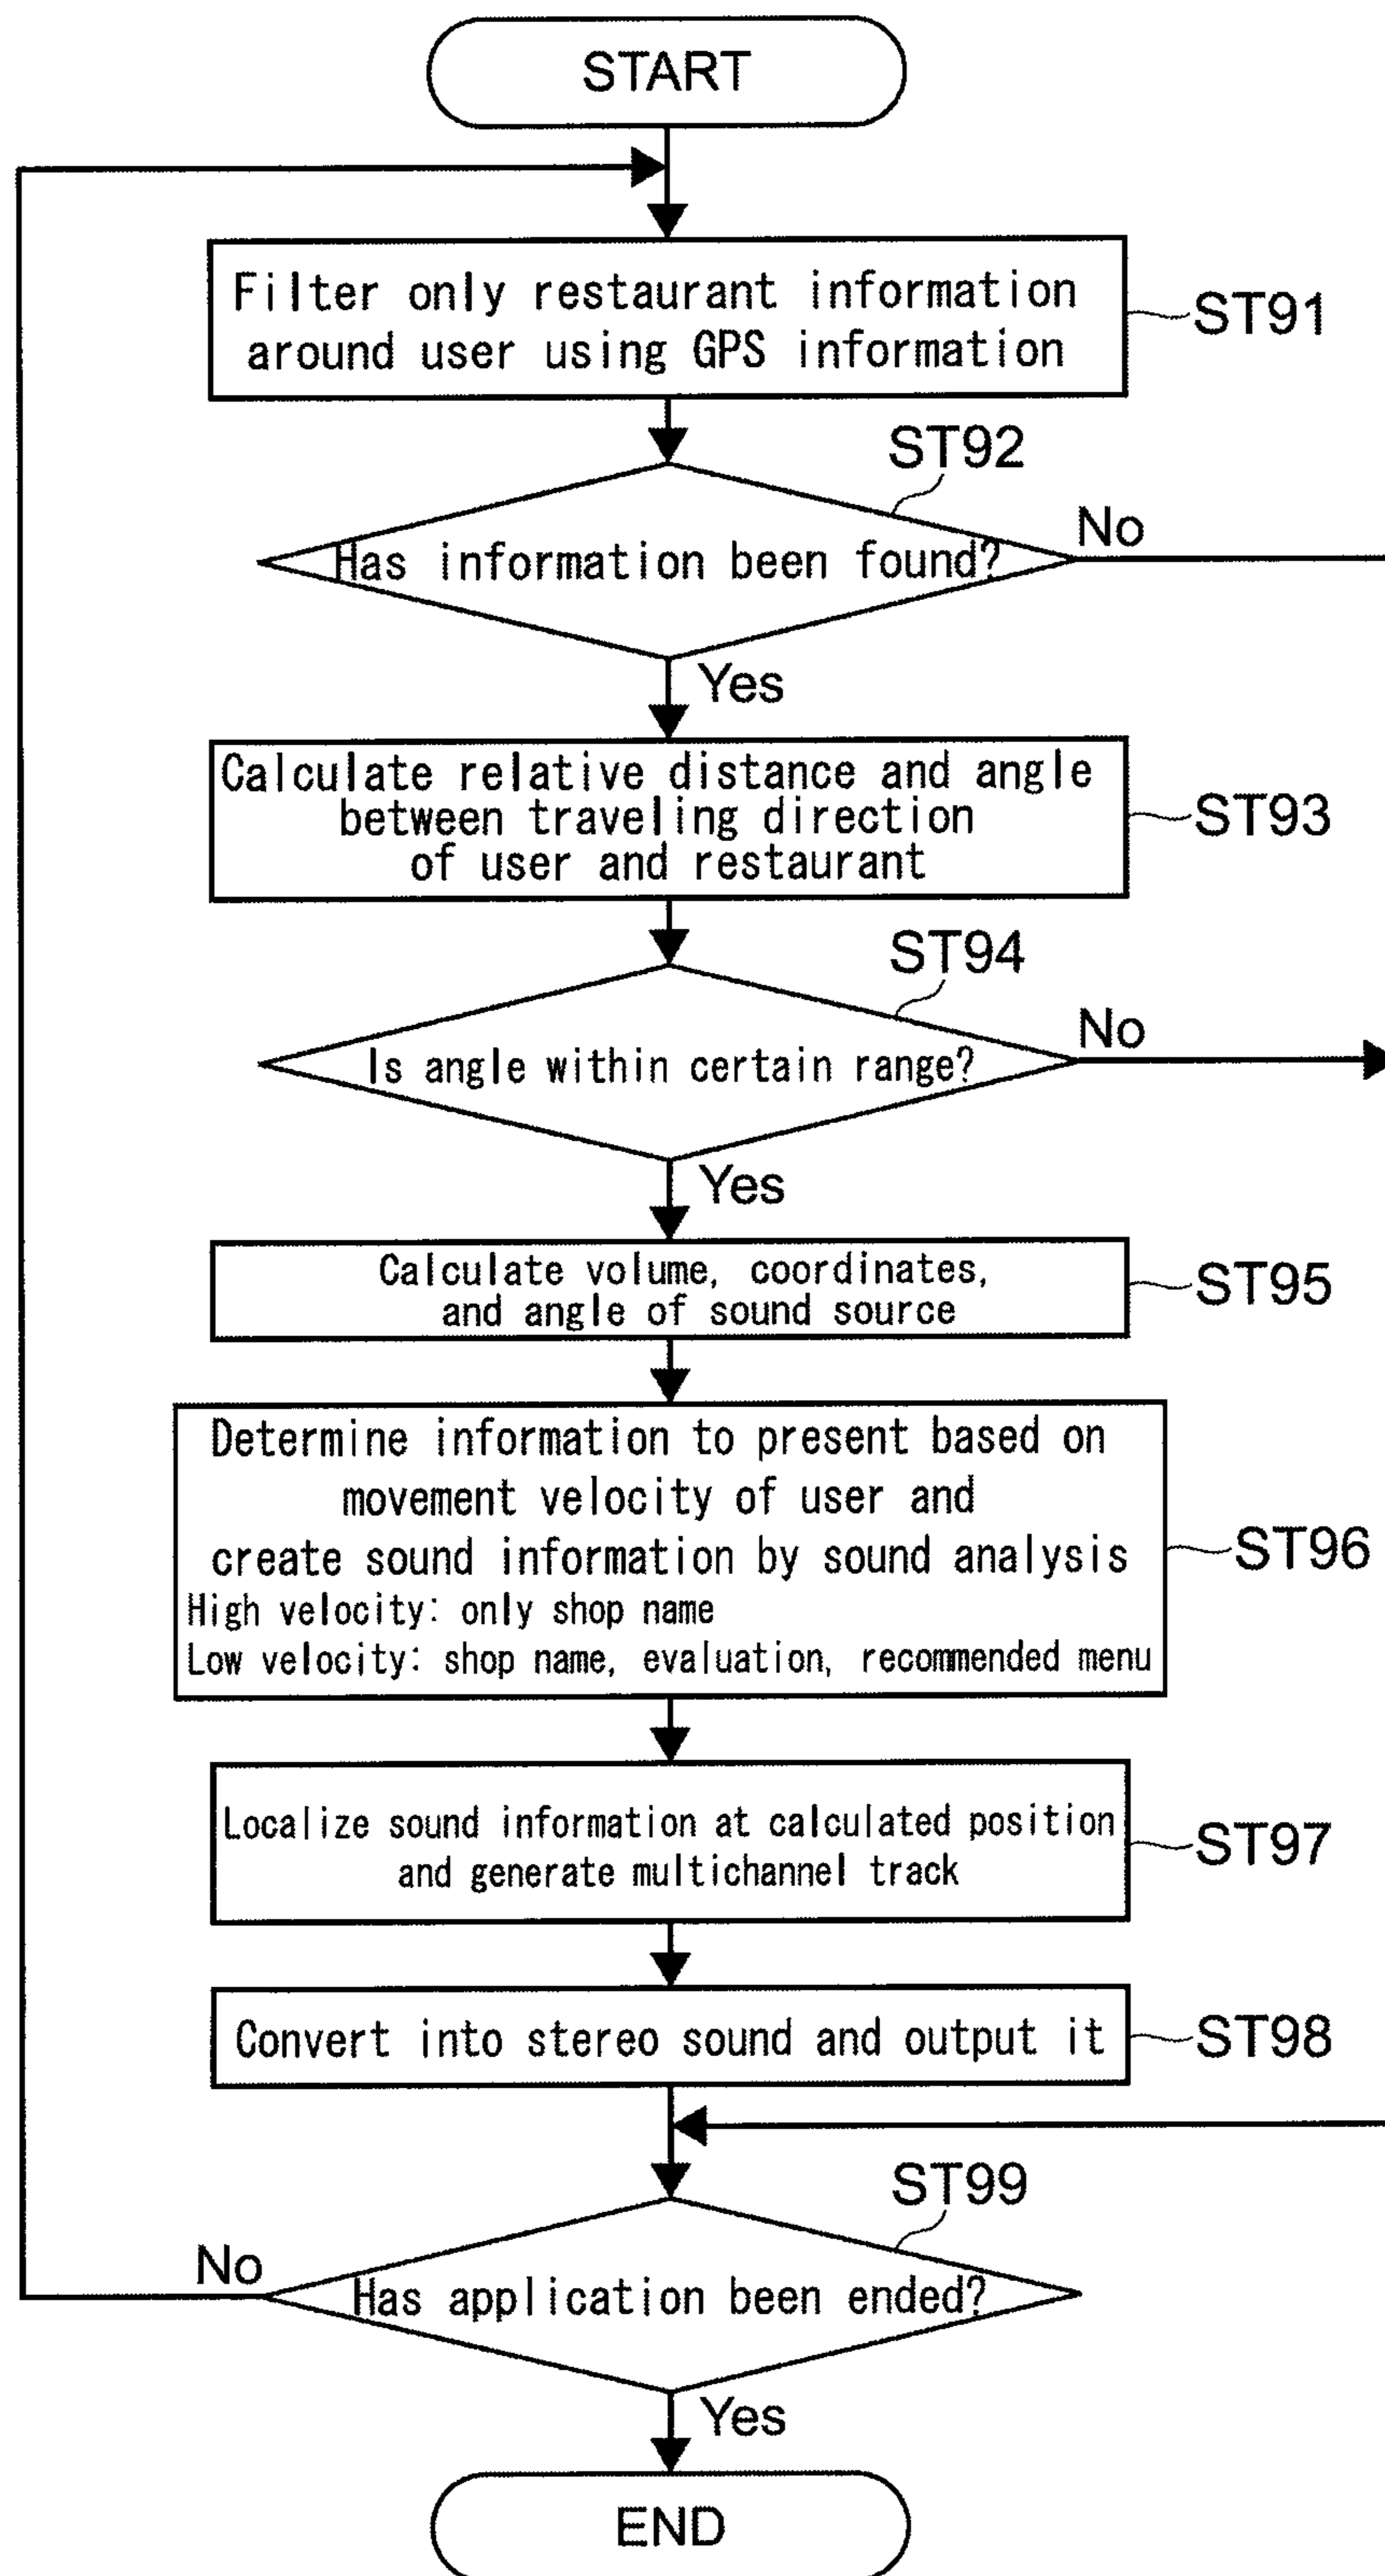 START
Filter only restaurant information
around user using GPS information
ST91
ST92
No
Has information been found?
Yes
Calculate relative distance and angle
between traveling direction
of user and restaurant
ST93
ST94
No
Is angle within certain range?
Yes
Calculate volume, coordinates,
and angle of sound source
ST95
Determine information to present based on
movement velocity of user and
create sound information by sound analysis
High velocity: only shop name
Low velocity: shop name, evaluation, recommended menu
ST96
Localize sound information at calculated position
and generate multichannel track
ST97
Convert into stereo sound and output it
ST98
ST99
No
Has application been ended?
Yes
END